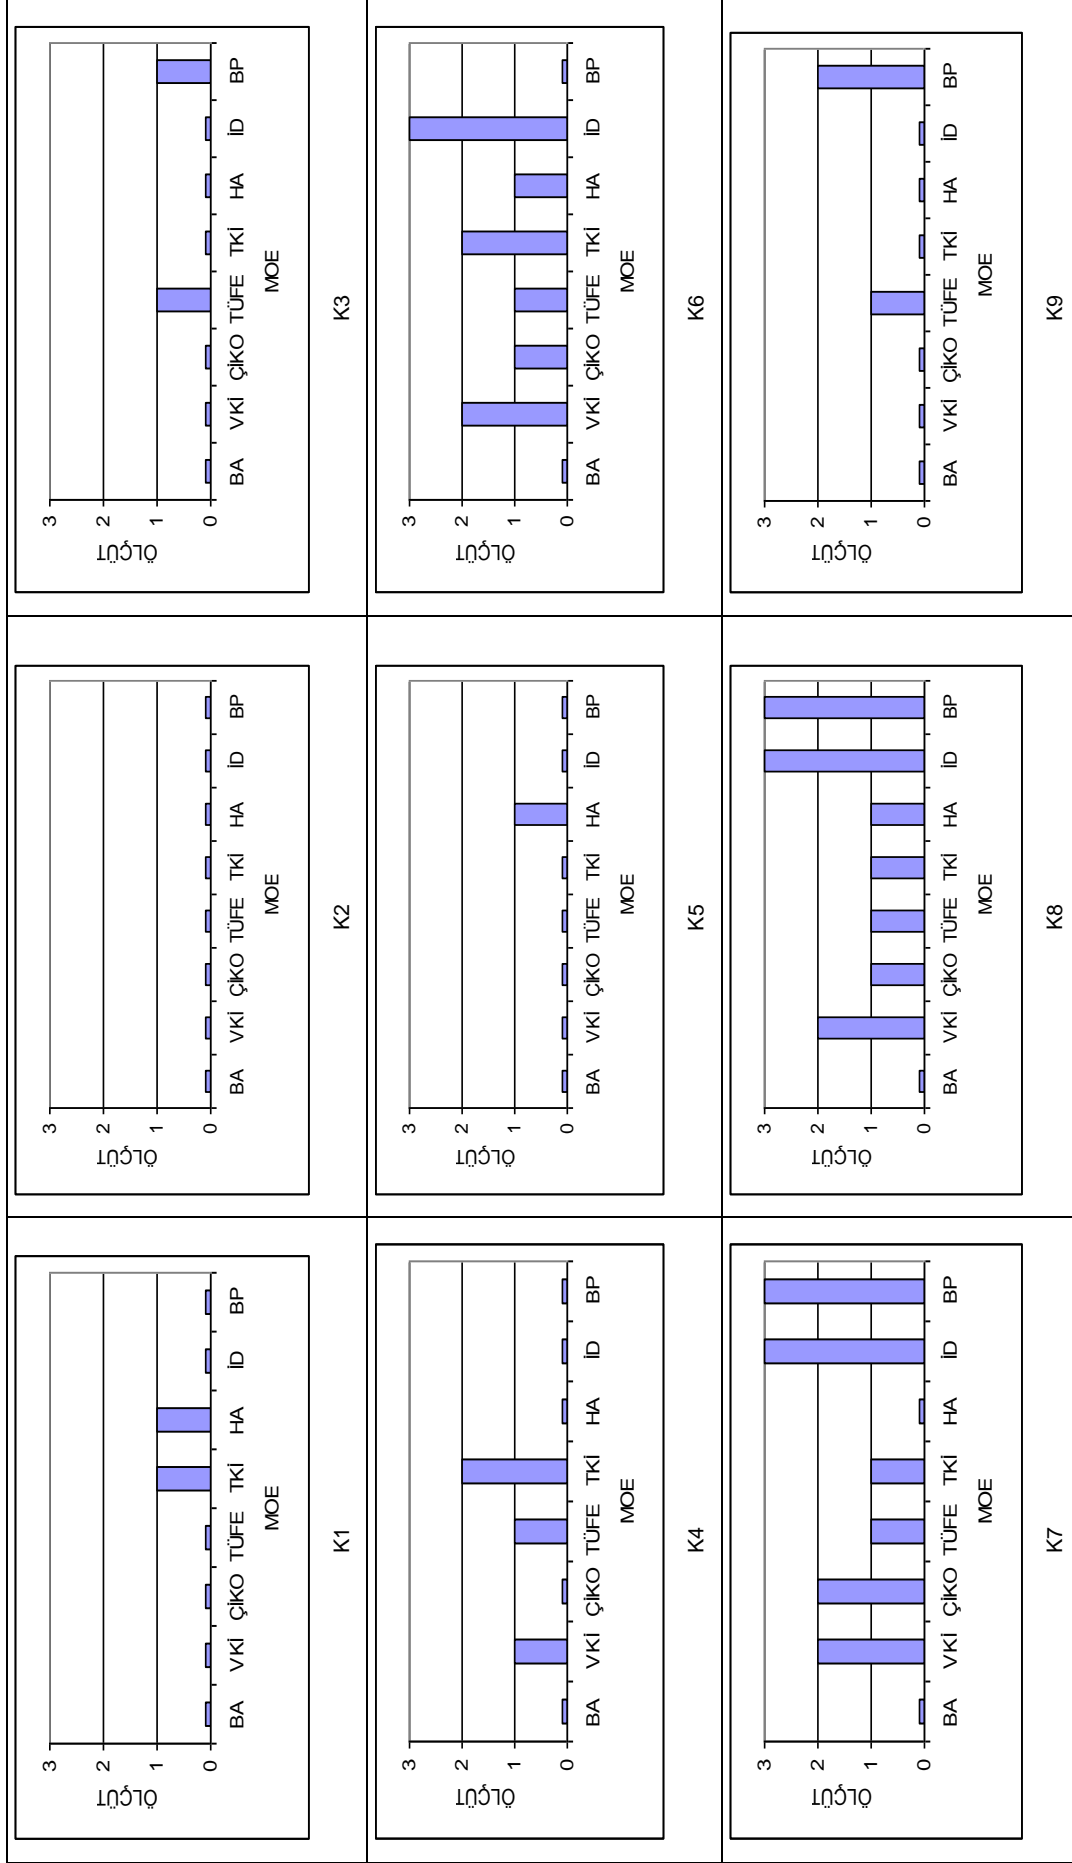 ÖLÇÜT
3
2
1
0
BA VKİ ÇİKO TÜFE TKİ HA İD BP
MOE
K1
ÖLÇÜT
3
2
1
0
BA VKİ ÇİKO TÜFE TKİ HA İD BP
MOE
K2
ÖLÇÜT
3
2
1
0
BA VKİ ÇİKO TÜFE TKİ HA İD BP
MOE
K3
ÖLÇÜT
3
2
1
0
BA VKİ ÇİKO TÜFE TKİ HA İD BP
MOE
K4
ÖLÇÜT
3
2
1
0
BA VKİ ÇİKO TÜFE TKİ HA İD BP
MOE
K5
ÖLÇÜT
3
2
1
0
BA VKİ ÇİKO TÜFE TKİ HA İD BP
MOE
K6
ÖLÇÜT
3
2
1
0
BA VKİ ÇİKO TÜFE TKİ HA İD BP
MOE
K7
ÖLÇÜT
3
2
1
0
BA VKİ ÇİKO TÜFE TKİ HA İD BP
MOE
K8
ÖLÇÜT
3
2
1
0
BA VKİ ÇİKO TÜFE TKİ HA İD BP
MOE
K9